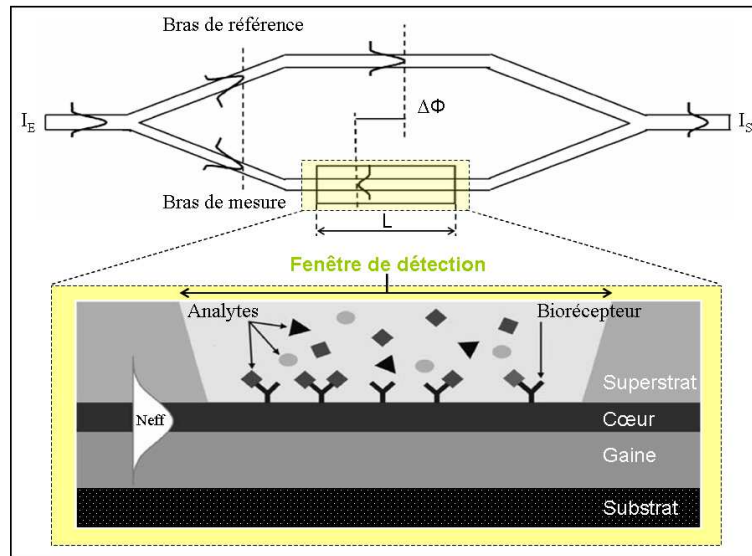 Bras de référence
I_E
ΔΦ
I_S
Bras de mesure
L
Fenêtre de détection
Analytes
Biorécepteur
Superstrat
Neff
Cœur
Gaine
Substrat